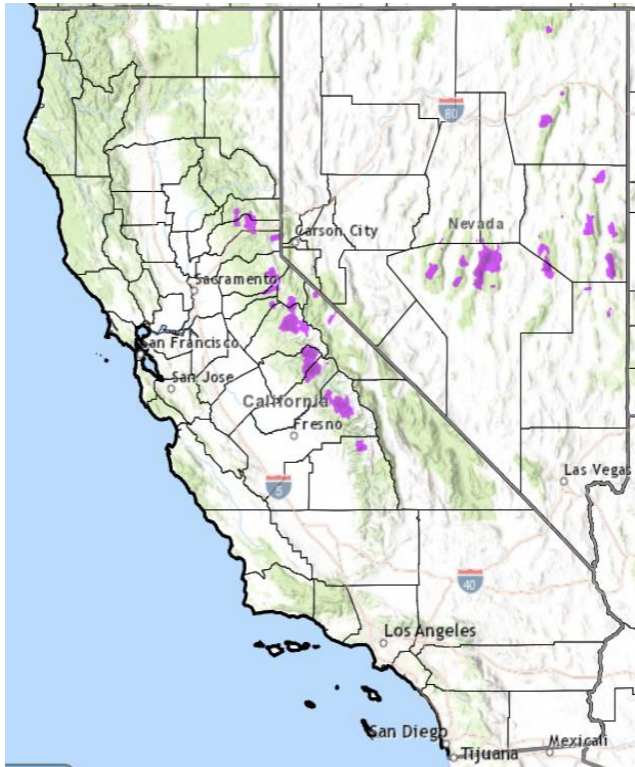 80
Nevada
Carson City
Sacramento
San Francisco
San Jose
California
Fresno
Las Vegas
5
40
Los Angeles
San Diego
Tijuana
Mexicali